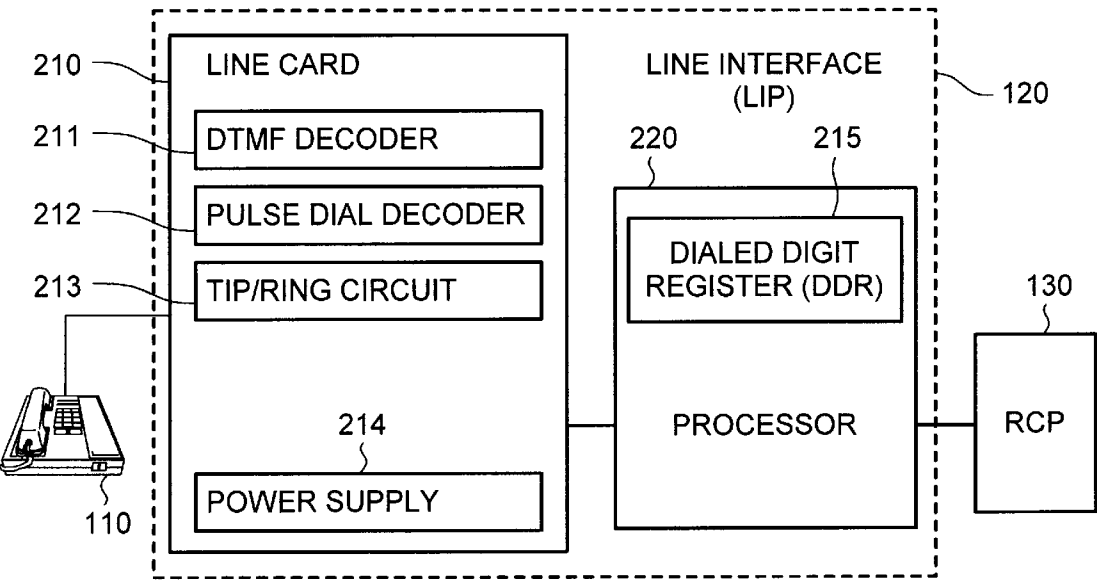 210
LINE CARD
LINE INTERFACE
(LIP)
120
211
DTMF DECODER
220
215
212
PULSE DIAL DECODER
DIALED DIGIT
REGISTER (DDR)
213
TIP/RING CIRCUIT
130
214
PROCESSOR
RCP
POWER SUPPLY
110